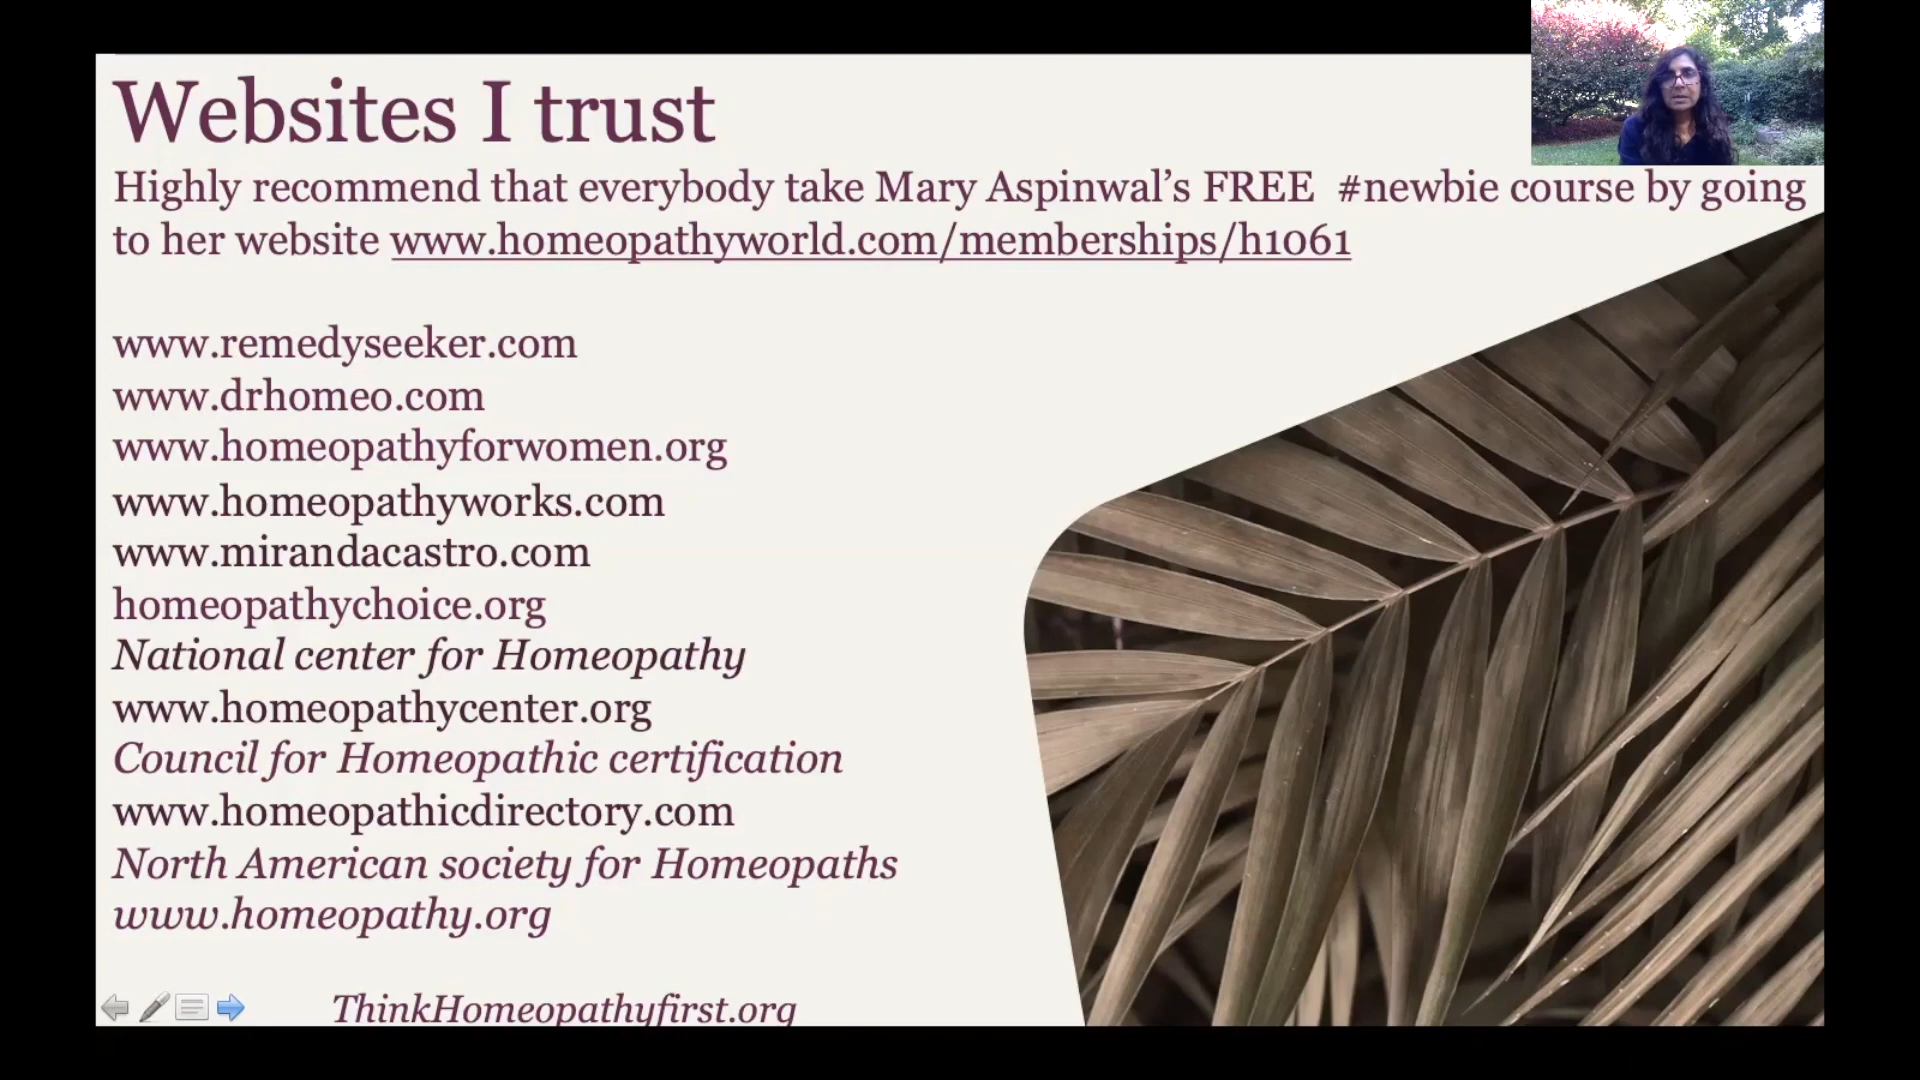 Websites I trust
Highly recommend that everybody take Mary Aspinwal’s FREE #newbie course by going
to her website www.homeopathyworld.com/memberships/h1061
www.remedyseeker.com
www.drhomeo.com
www.homeopathyforwomen.org
www.homeopathyworks.com
www.mirandacastro.com
homeopathychoice.org
National center for Homeopathy
www.homeopathycenter.org
Council for Homeopathic certification
www.homeopathicdirectory.com
North American society for Homeopaths
www.homeopathy.org
ThinkHomeopathyfirst.org